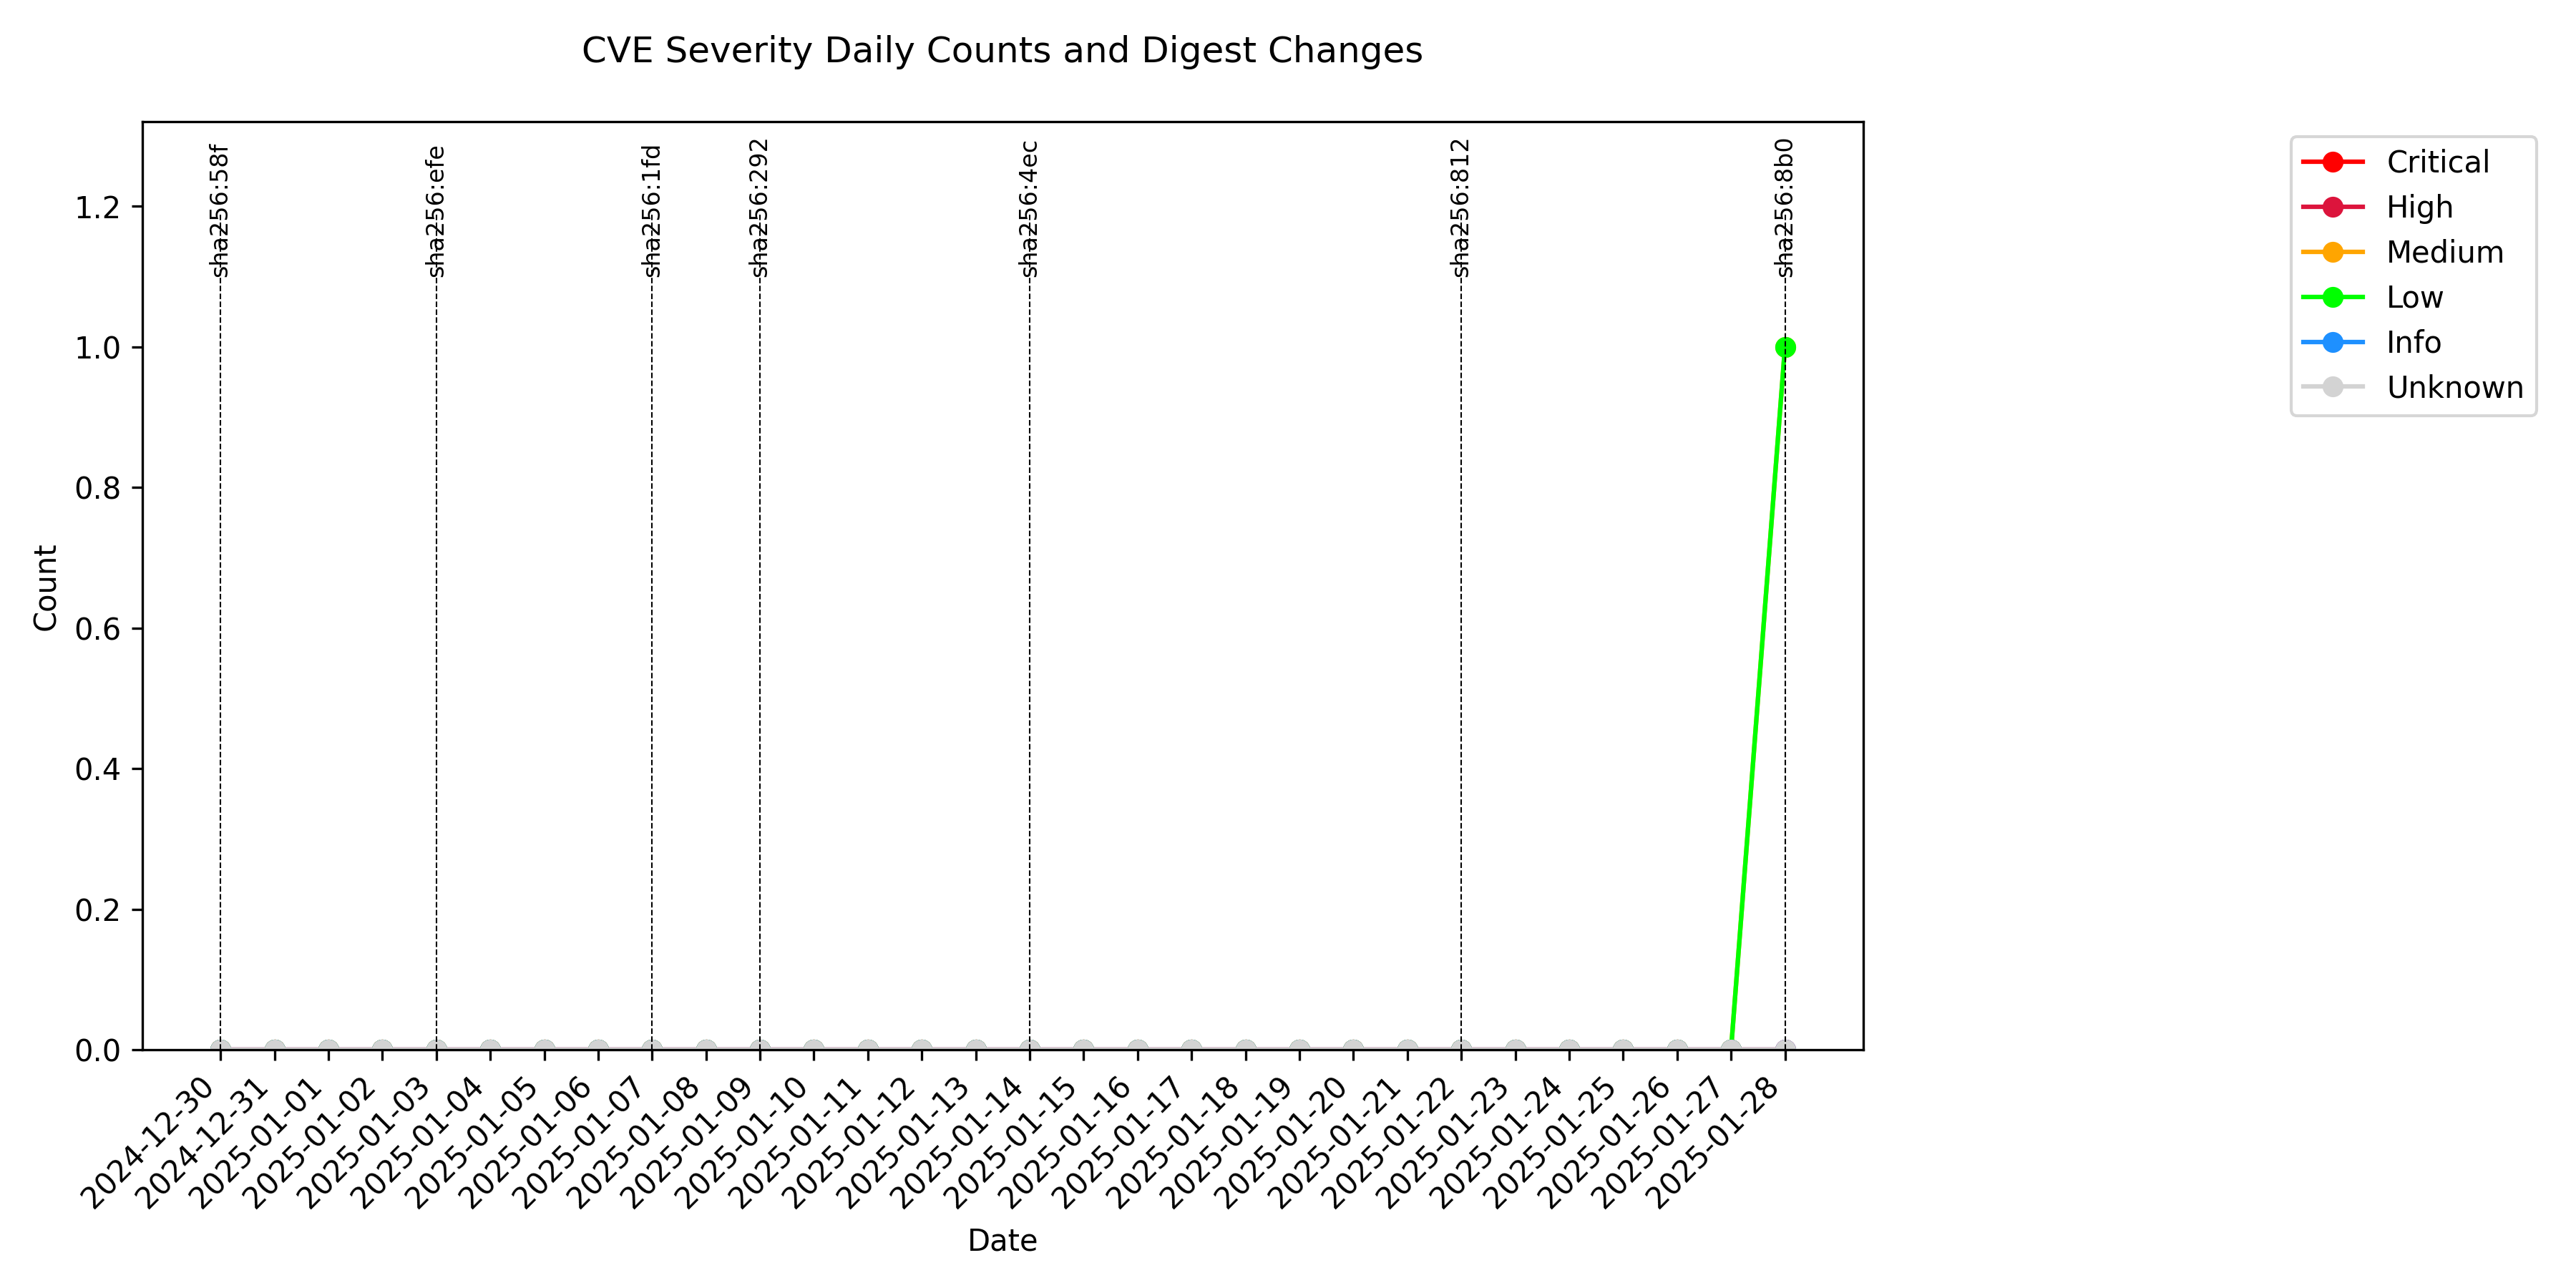 CVE Severity Daily Counts and Digest Changes
sha256:58f
sha256:efe
sha256:1fd
sha256:292
sha256:4ec
sha256:812
sha256:8b0
Critical
High
Medium
Low
Info
Unknown
1.2
1.0
0.8
0.6
0.4
0.2
0.0
Count
2024-12-30
2024-12-31
2025-01-01
2025-01-02
2025-01-03
2025-01-04
2025-01-05
2025-01-06
2025-01-07
2025-01-08
2025-01-09
2025-01-10
2025-01-11
2025-01-12
2025-01-13
2025-01-14
2025-01-15
2025-01-16
2025-01-17
2025-01-18
2025-01-19
2025-01-20
2025-01-21
2025-01-22
2025-01-23
2025-01-24
2025-01-25
2025-01-26
2025-01-27
2025-01-28
Date